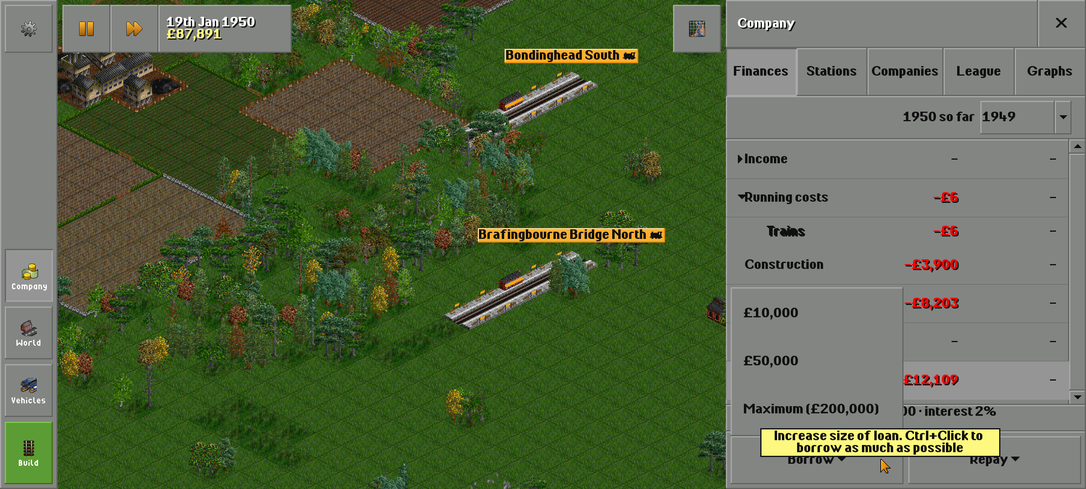 19th Jan 1950
£87,891
Company
Finances
Stations
Companies
League
Graphs
1950 so far
1949
Income
–
–
Running costs
-£6
–
Trains
-£6
–
Construction
-£3,900
–
-£8,203
–
–
–
£12,109
–
£10,000
£50,000
Maximum (£200,000)
00 · interest 2%
Increase size of loan. Ctrl+Click to
borrow as much as possible
Borrow
Repay
Bondinghead South
Brafingbourne Bridge North
Company
World
Vehicles
Build